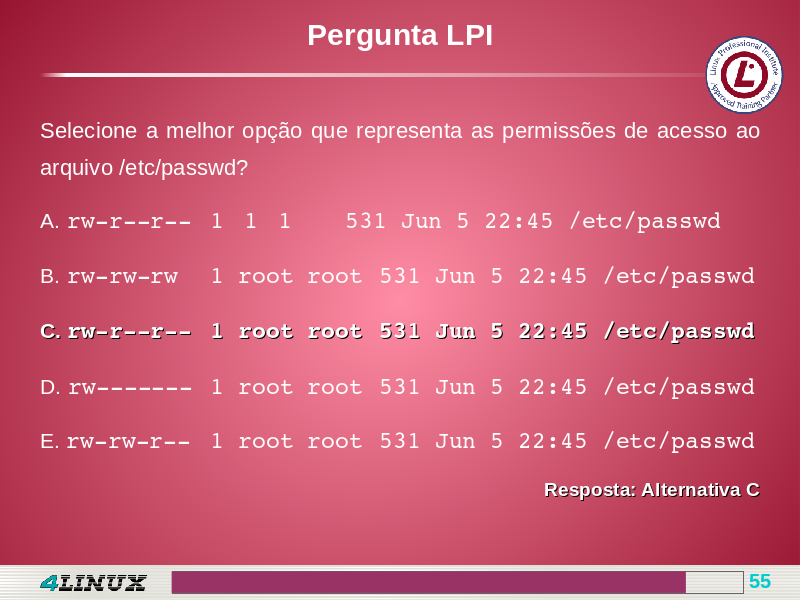 Pergunta LPI
Linux Professional Institute
Approved Training Partner
Selecione a melhor opção que representa as permissões de acesso ao
arquivo /etc/passwd?
A. rw-r--r-- 1 1 1 531 Jun 5 22:45 /etc/passwd
B. rw-rw-rw 1 root root 531 Jun 5 22:45 /etc/passwd
C. rw-r--r-- 1 root root 531 Jun 5 22:45 /etc/passwd
D. rw------- 1 root root 531 Jun 5 22:45 /etc/passwd
E. rw-rw-r-- 1 root root 531 Jun 5 22:45 /etc/passwd
Resposta: Alternativa C
4LINUX
55